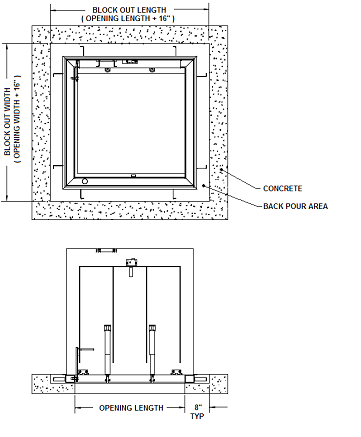 BLOCK OUT LENGTH
( OPENING LENGTH + 16" )
BLOCK OUT WIDTH
( OPENING WIDTH + 16" )
CONCRETE
BACK POUR AREA
OPENING LENGTH
8"
TYP